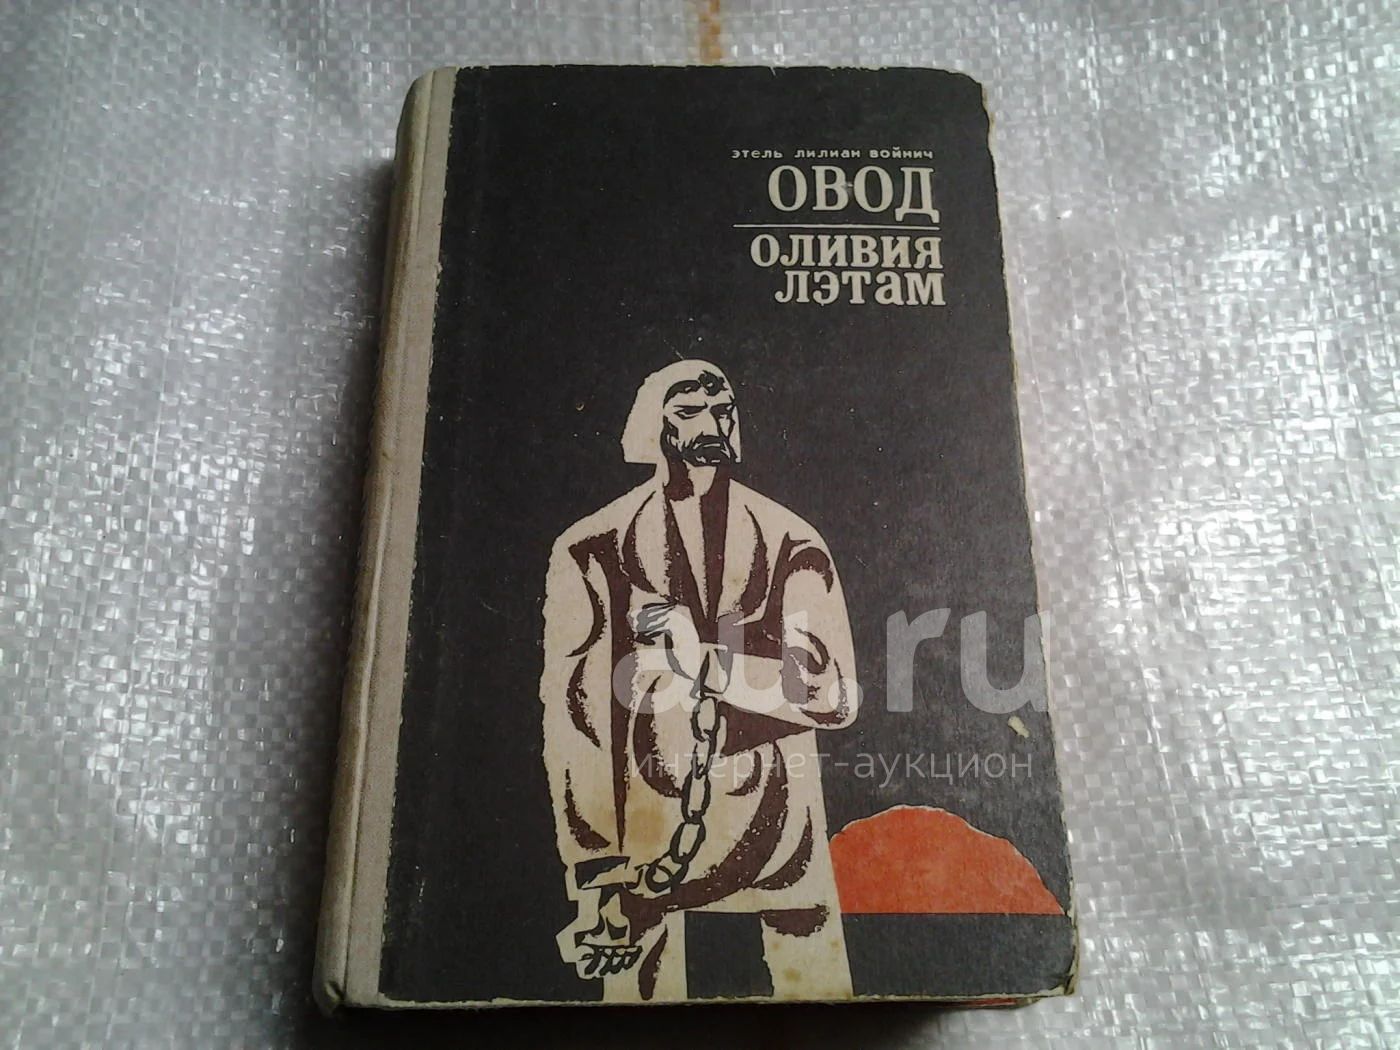 этель лилиан войнич
ОВОД
ОЛИВИЯ
ЛЭТАМ
au.ru
интернет-аукцион